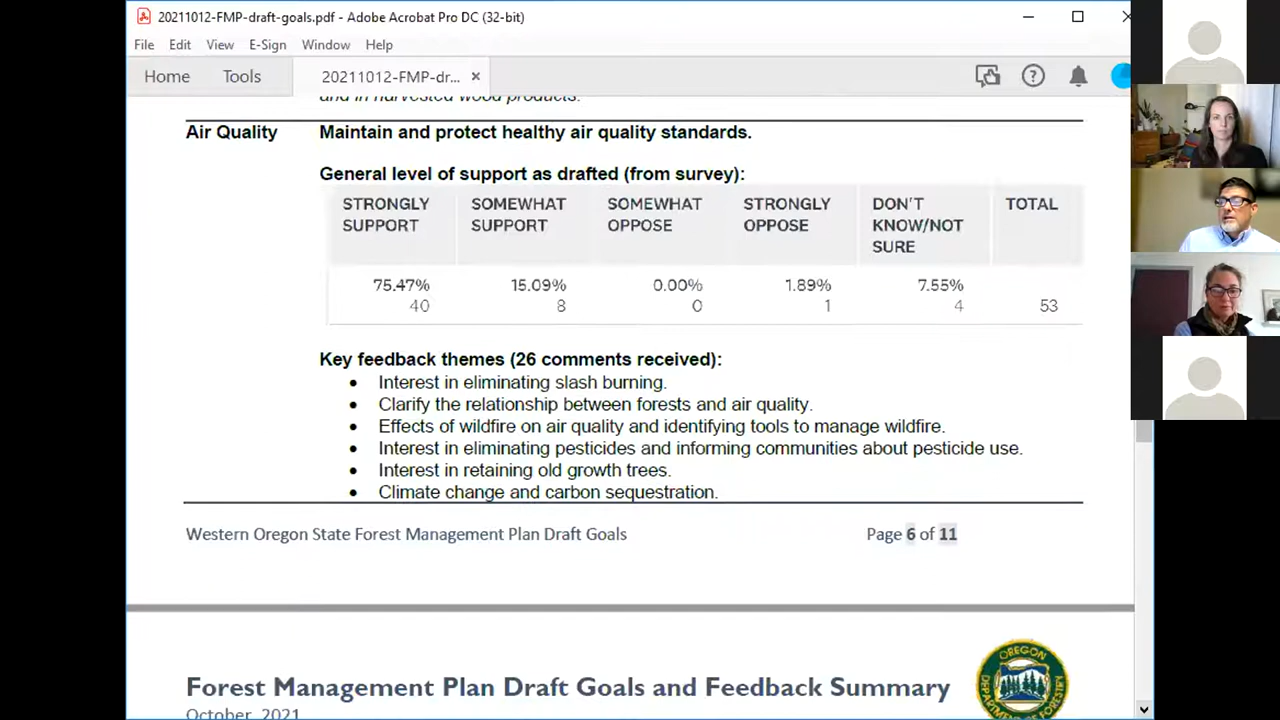 20211012-FMP-draft-goals.pdf - Adobe Acrobat Pro DC (32-bit)
File Edit View E-Sign Window Help
Home Tools 20211012-FMP-dr... ×
and in harvested wood products.
Air Quality Maintain and protect healthy air quality standards.
General level of support as drafted (from survey):
STRONGLY SUPPORT SOMEWHAT SUPPORT SOMEWHAT OPPOSE STRONGLY OPPOSE DON'T KNOW/NOT SURE TOTAL
75.47% 15.09% 0.00% 1.89% 7.55%
40 8 0 1 4 53
Key feedback themes (26 comments received):
• Interest in eliminating slash burning.
• Clarify the relationship between forests and air quality.
• Effects of wildfire on air quality and identifying tools to manage wildfire.
• Interest in eliminating pesticides and informing communities about pesticide use.
• Interest in retaining old growth trees.
• Climate change and carbon sequestration.
Western Oregon State Forest Management Plan Draft Goals Page 6 of 11
Forest Management Plan Draft Goals and Feedback Summary
October, 2021
OREGON
DEPARTMENT OF FORESTRY